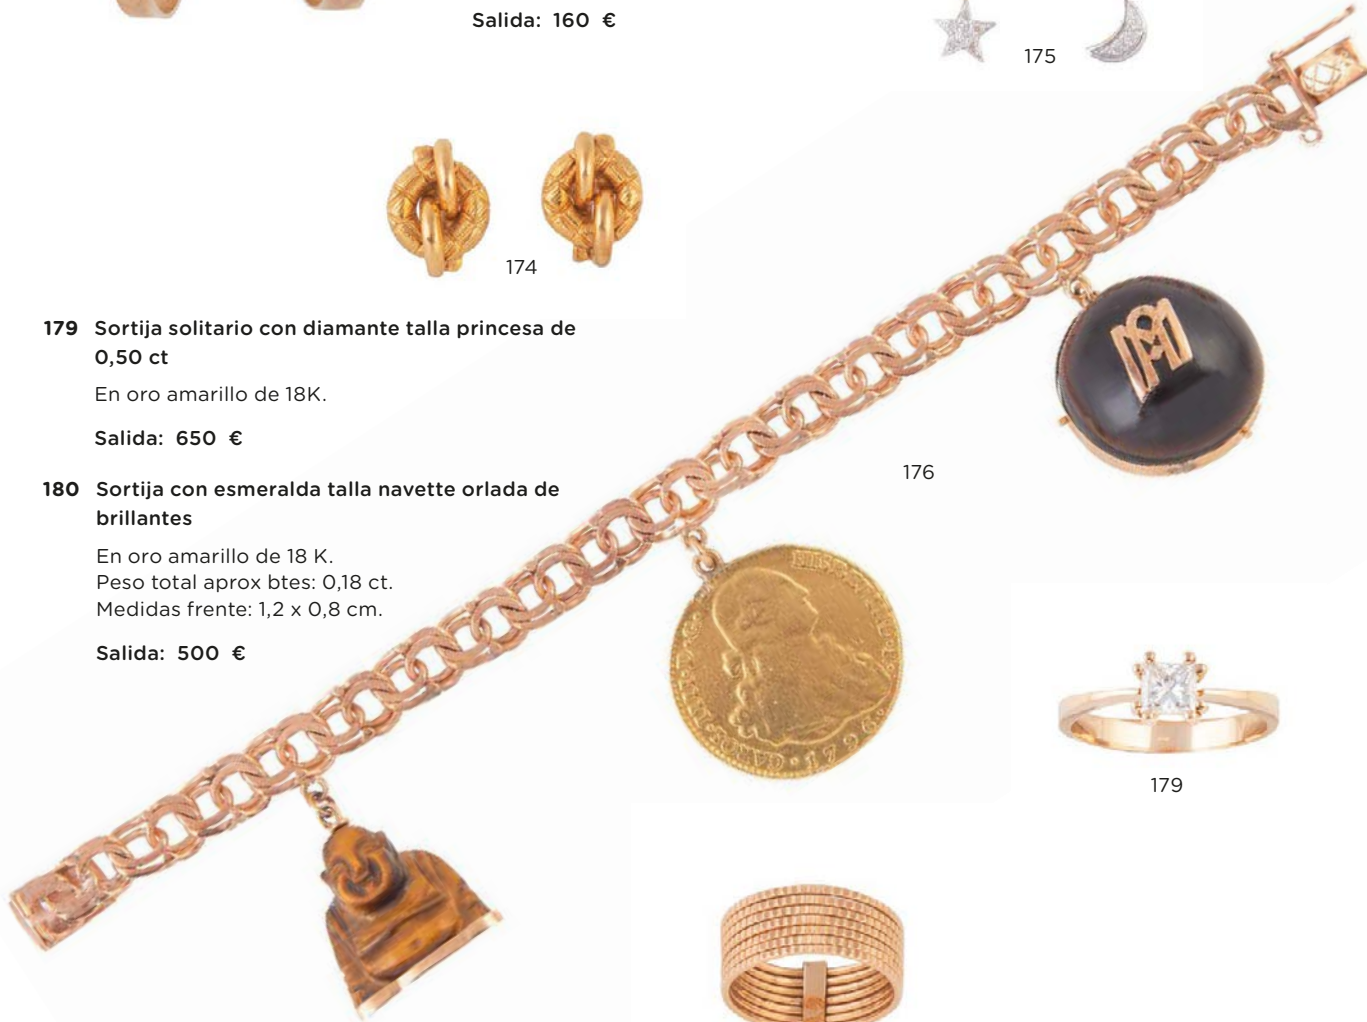 Salida: 160 €
175
174
179 Sortija solitario con diamante talla princesa de
0,50 ct
En oro amarillo de 18K.
Salida: 650 €
180 Sortija con esmeralda talla navette orlada de
brillantes
En oro amarillo de 18 K.
Peso total aprox btes: 0,18 ct.
Medidas frente: 1,2 x 0,8 cm.
Salida: 500 €
176
179